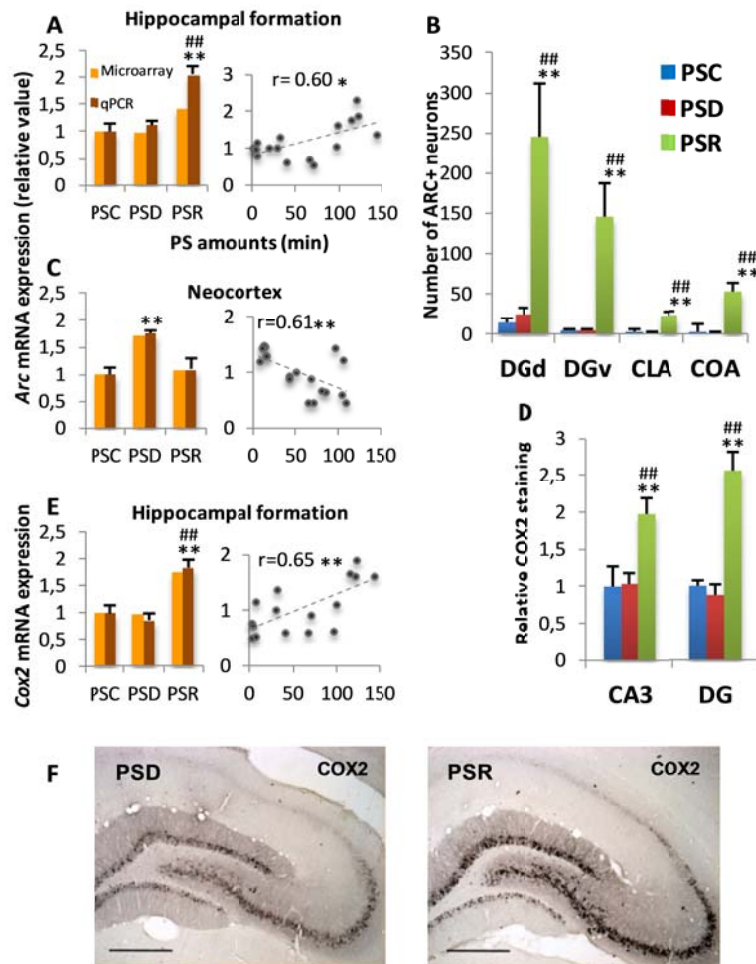 A
Hippocampal formation
Arc mRNA expression (relative value)
2,5
2
1,5
1
0,5
0
Microarray
qPCR
##
**
PSC PSD PSR
3
2
1
0
r= 0.60 *
0 50 100 150
PS amounts (min)
B
Number of ARC+ neurons
350
300
250
200
150
100
50
0
##
**
##
**
##
**
##
**
PSC
PSD
PSR
DGd DGv CLA COA
C
Neocortex
2
1,5
1
0,5
0
**
PSC PSD PSR
2
1
0
r=0.61**
0 50 100 150
D
Relative COX2 staining
3
2,5
2
1,5
1
0,5
0
##
**
##
**
CA3 DG
E
Hippocampal formation
Cox2 mRNA expression
2,5
2
1,5
1
0,5
0
##
**
PSC PSD PSR
2
1
0
r=0.65 **
0 50 100 150
F
PSD COX2
PSR COX2